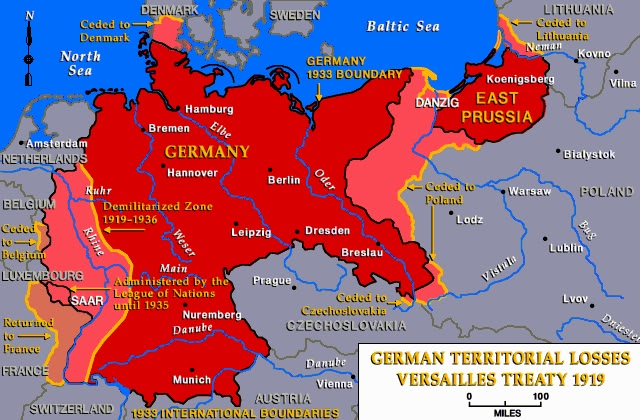 DENMARK
SWEDEN
LITHUANIA
N
Ceded to
Denmark
Baltic Sea
Ceded to
Lithuania
North
Sea
Neman
Kovno
GERMANY
1933 BOUNDARY
Koenigsberg
Vilna
DANZIG
EAST
PRUSSIA
Hamburg
Elbe
Bremen
Amsterdam
GERMANY
Bialystok
NETHERLANDS
Hannover
Berlin
Oder
Ruhr
Ceded to
Poland
Warsaw
POLAND
BELGIUM
Demilitarized Zone
1919-1936
Lodz
Bug
Ceded
to
Belgium
Rhine
Weser
Leipzig
Dresden
Breslau
Lublin
Vistula
LUXEMBOURG
Main
Administered by the
League of Nations
until 1935
Prague
SAAR
Ceded to
Czechoslovakia
Lvov
Nuremberg
Returned
to
France
Danube
CZECHOSLOVAKIA
Dniester
FRANCE
Danube
GERMAN TERRITORIAL LOSSES
VERSAILLES TREATY 1919
Munich
Vienna
0 100
MILES
AUSTRIA
SWITZERLAND
1933 INTERNATIONAL BOUNDARIES